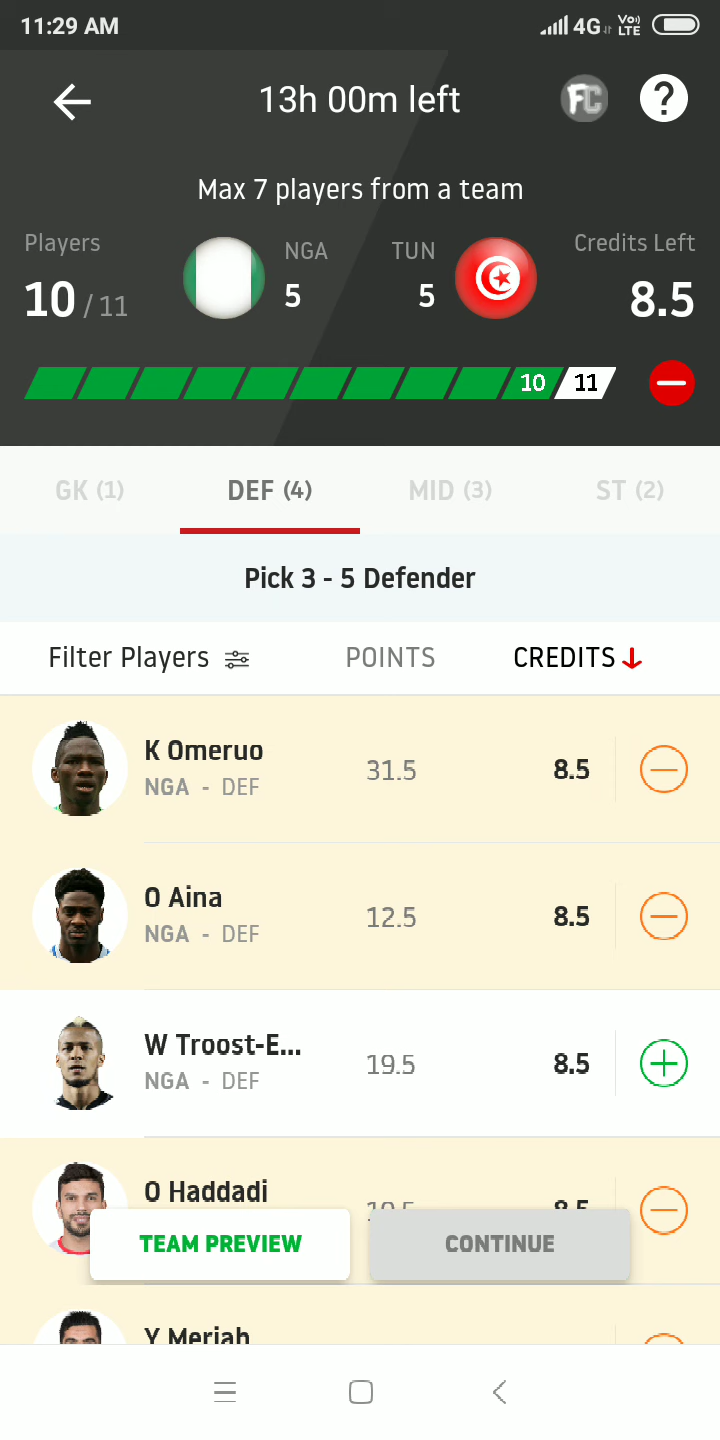 11:29 AM 4G Vo) LTE
13h 00m left FC ?
Max 7 players from a team
Players NGA TUN Credits Left
10 / 11 5 5 8.5
10 11
GK (1) DEF (4) MID (3) ST (2)
Pick 3 - 5 Defender
Filter Players POINTS CREDITS
K Omeruo
NGA - DEF 31.5 8.5
O Aina
NGA - DEF 12.5 8.5
W Troost-E...
NGA - DEF 19.5 8.5
O Haddadi
8.5
TEAM PREVIEW CONTINUE
Y Meriah